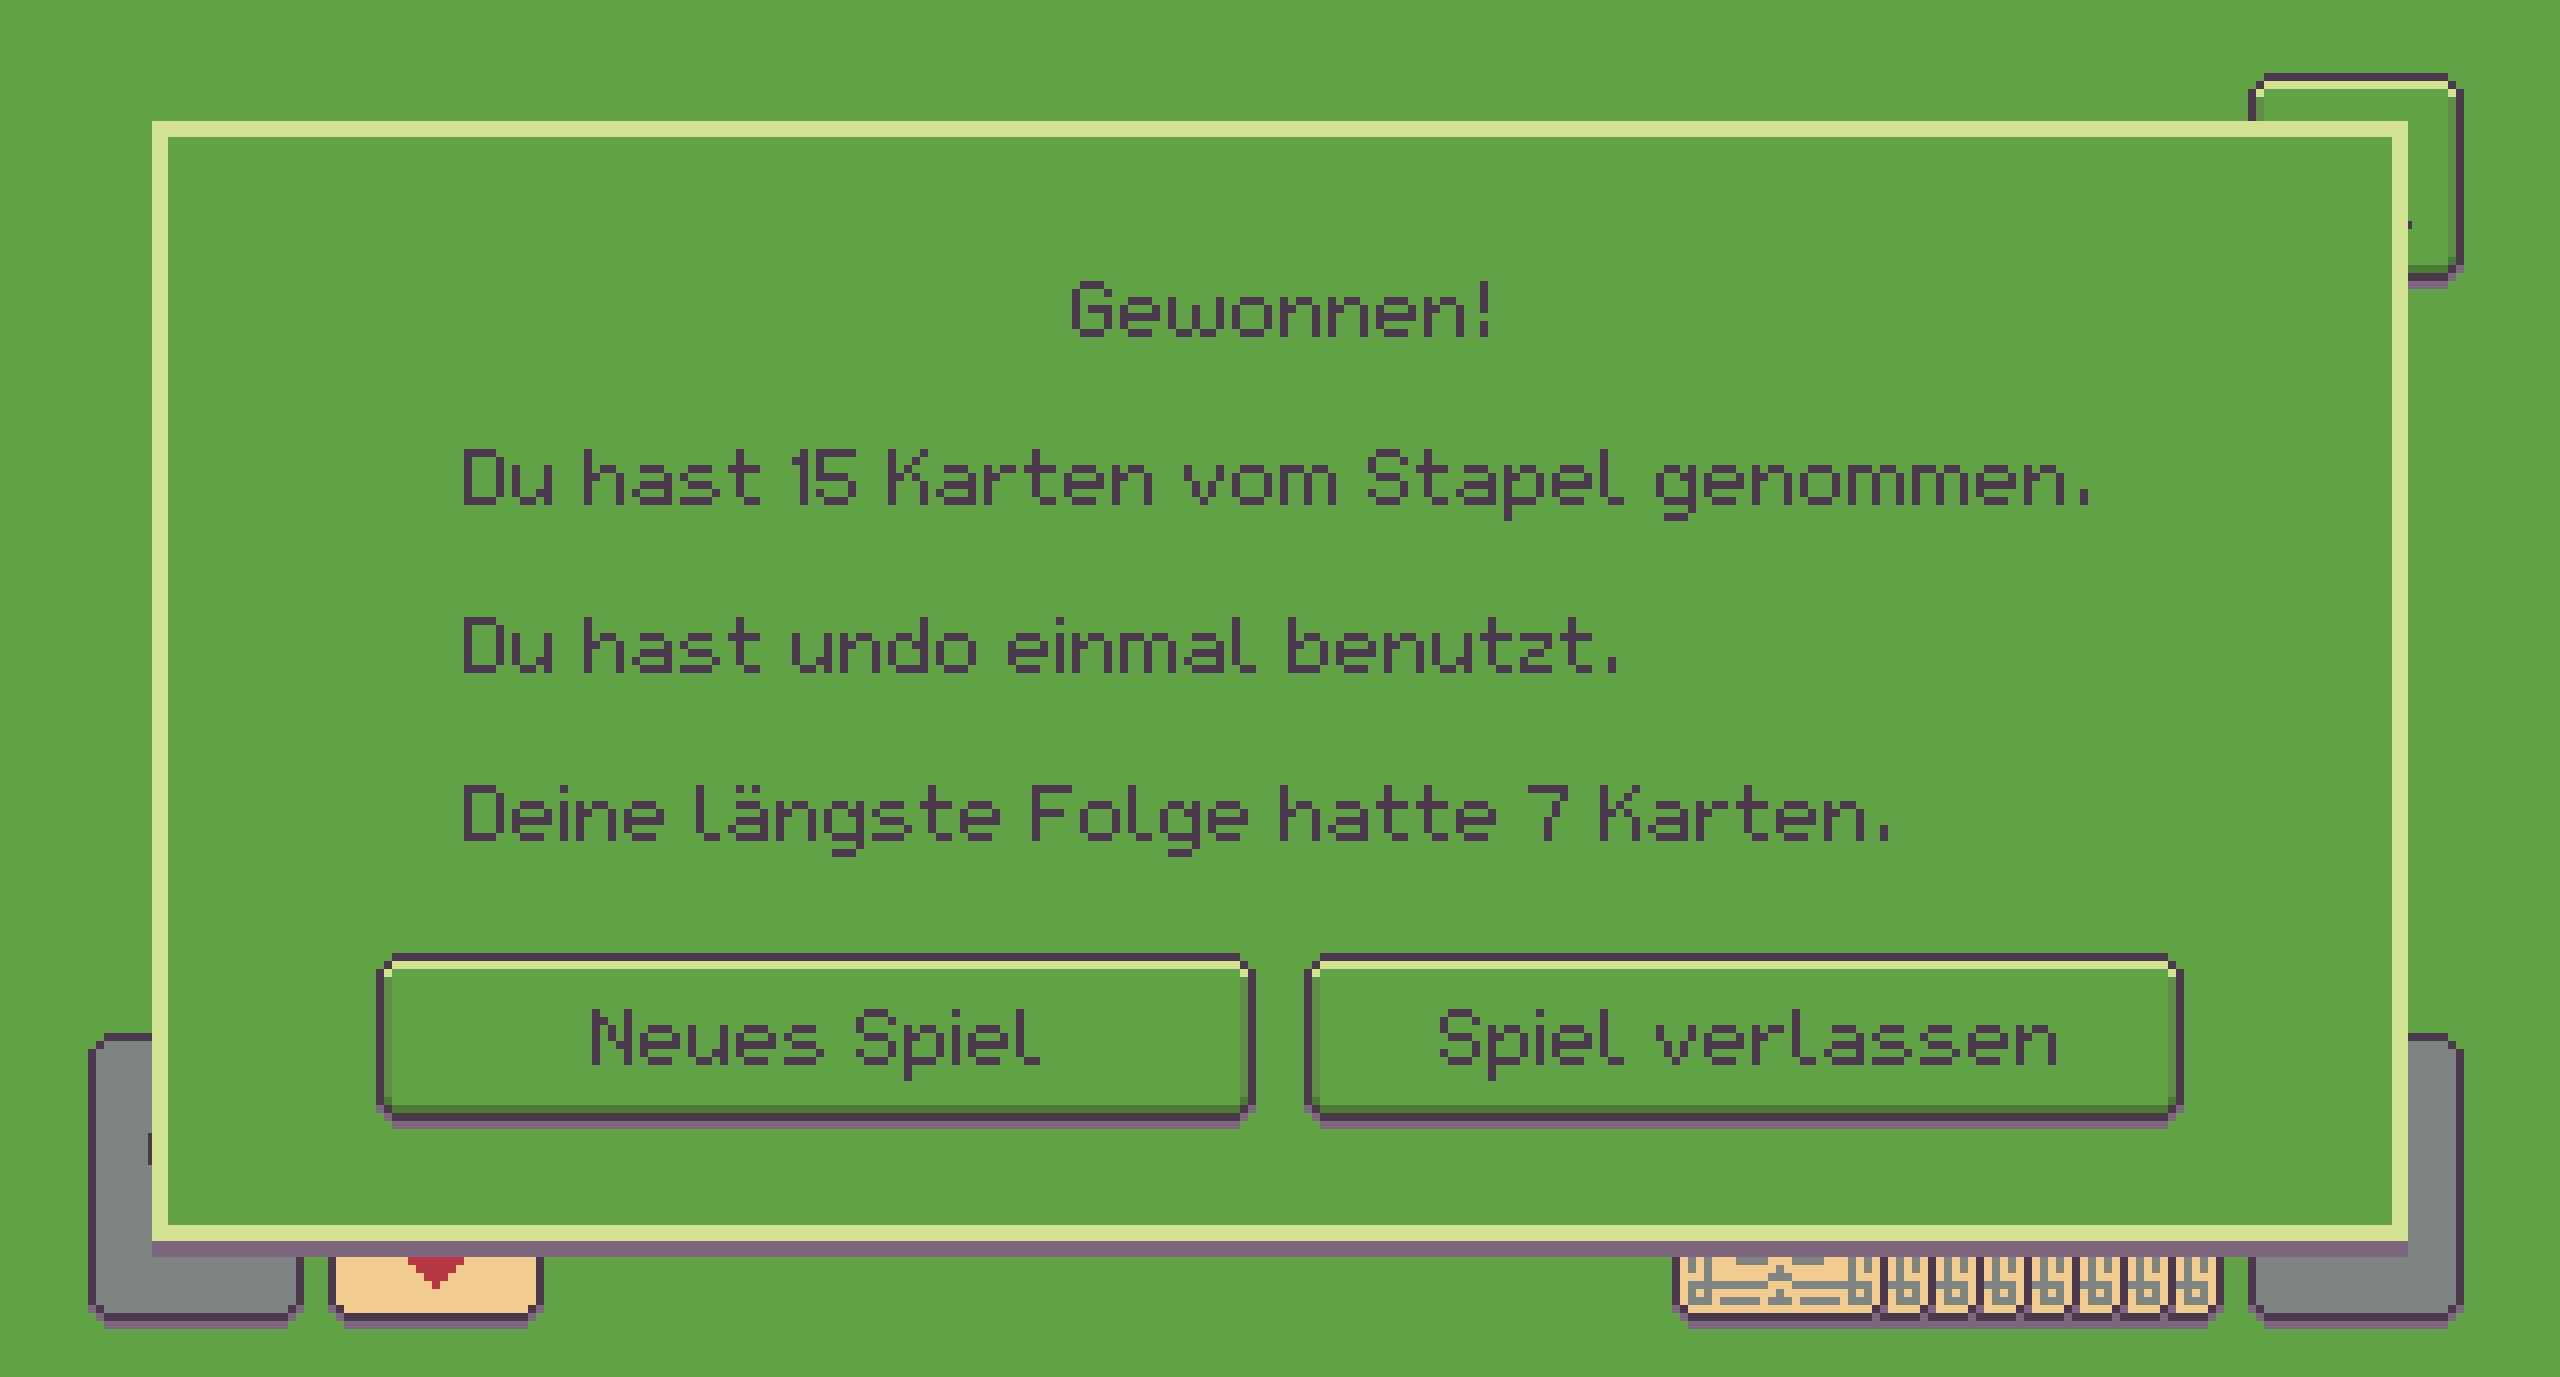 Gewonnen!
Du hast 15 Karten vom Stapel genommen.
Du hast undo einmal benutzt.
Deine längste Folge hatte 7 Karten.
Neues Spiel
Spiel verlassen